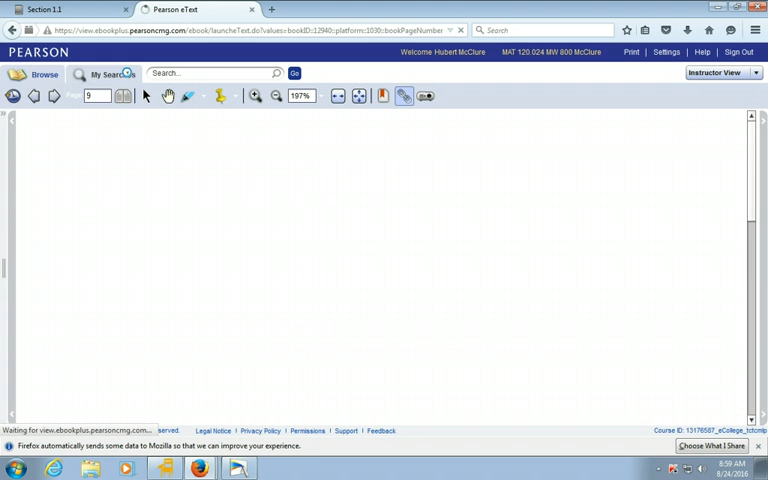 Section 1.1
Pearson eText
https://view.ebookplus.pearsoncmg.com/ebook/launcheText.do?values=bookID::12940::platform::1030::bookPageNumber
Search
PEARSON
Welcome Hubert McClure
MAT 120.024 MW 800 McClure
Print
Settings
Help
Sign Out
Browse
My Searches
Search...
Go
Instructor View
9
197%
Waiting for view.ebookplus.pearsoncmg.com...
served.
Legal Notice | Privacy Policy | Permissions | Support | Feedback
Course ID: 13176587_eCollege_tctcmlp
Firefox automatically sends some data to Mozilla so that we can improve your experience.
Choose What I Share
8:59 AM
8/24/2016